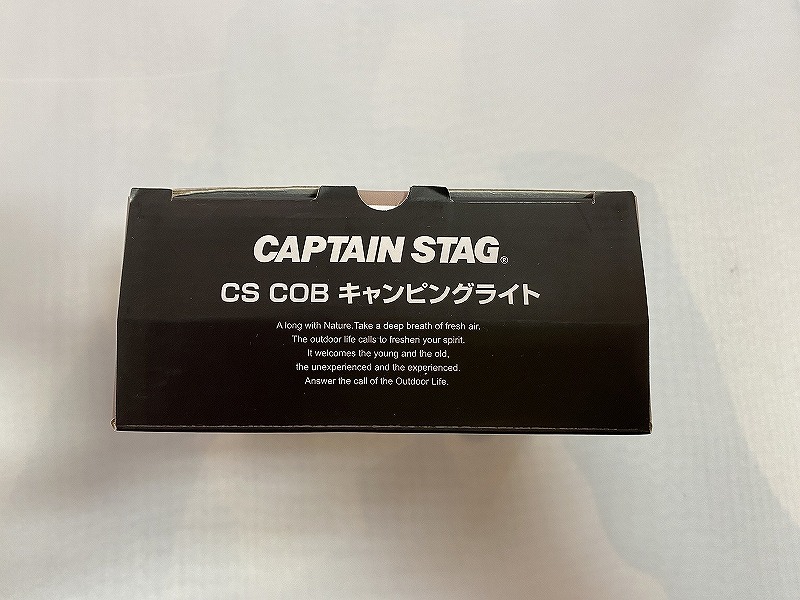 CAPTAIN STAG®
CS COB キャンピングライト
A long with Nature.Take a deep breath of fresh air,
The outdoor life calls to freshen your spirit.
It welcomes the young and the old,
the unexperienced and the experienced.
Answer the call of the Outdoor Life.